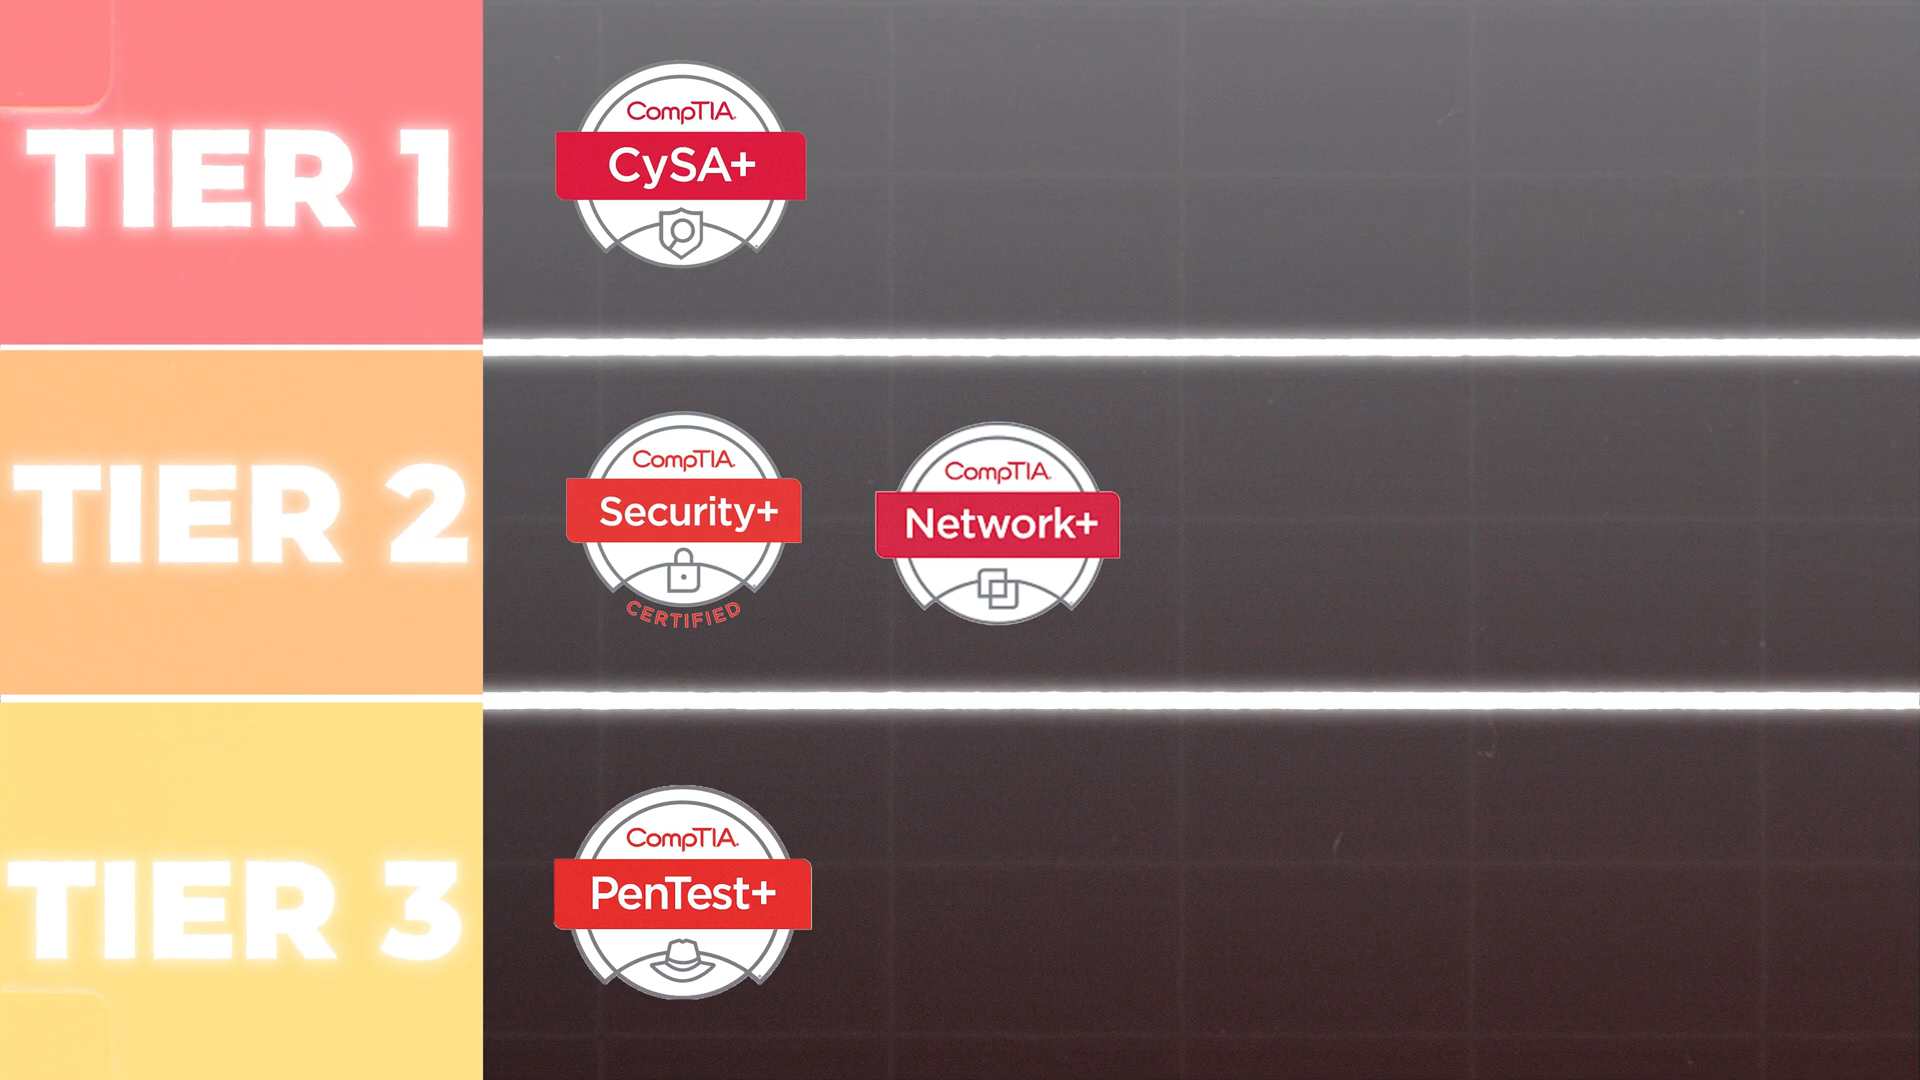 TIER 1
CompTIA.
CySA+
TIER 2
CompTIA.
Security+
CERTIFIED
CompTIA.
Network+
TIER 3
CompTIA.
PenTest+